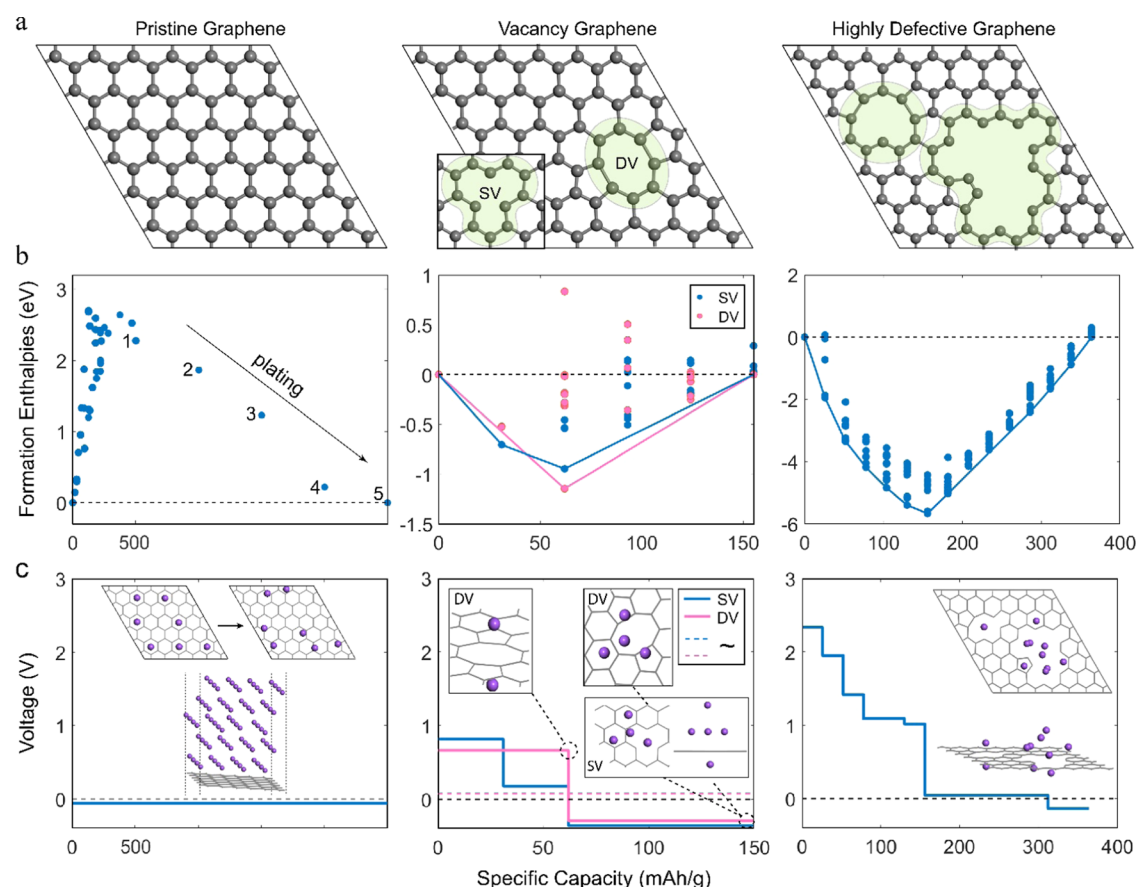 a
Pristine Graphene
Vacancy Graphene
Highly Defective Graphene
SV
DV
b
Formation Enthalpies (eV)
3
2
1
0
0
500
1
2
3
4
5
plating
1
0.5
0
-0.5
-1
-1.5
0
50
100
150
SV
DV
2
0
-2
-4
-6
0
100
200
300
400
c
Voltage (V)
3
2
1
0
0
500
3
2
1
0
0
50
100
150
DV
DV
SV
SV
DV
~
3
2
1
0
0
100
200
300
400
Specific Capacity (mAh/g)